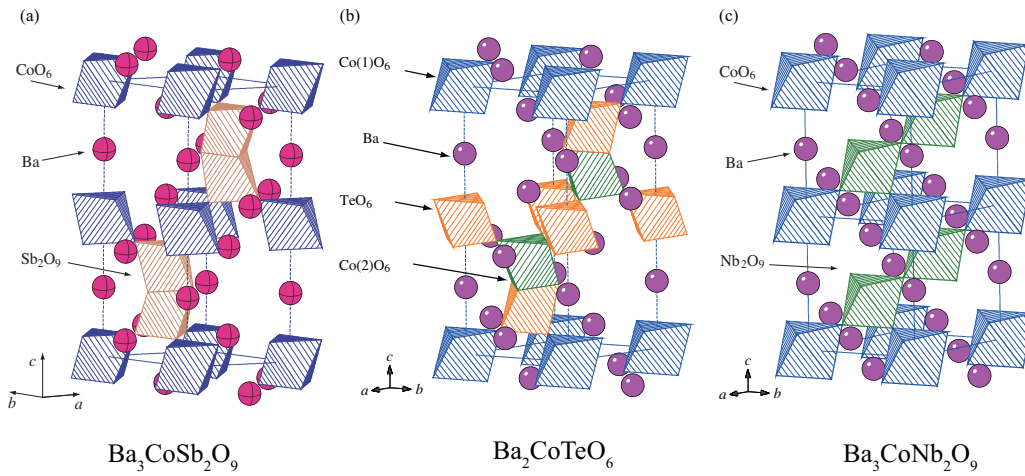 (a)
CoO₆
Ba
Sb₂O₉
c
b
a
Ba₃CoSb₂O₉
(b)
Co(1)O₆
Ba
TeO₆
Co(2)O₆
c
a
b
Ba₂CoTeO₆
(c)
CoO₆
Ba
Nb₂O₉
c
a
b
Ba₃CoNb₂O₉